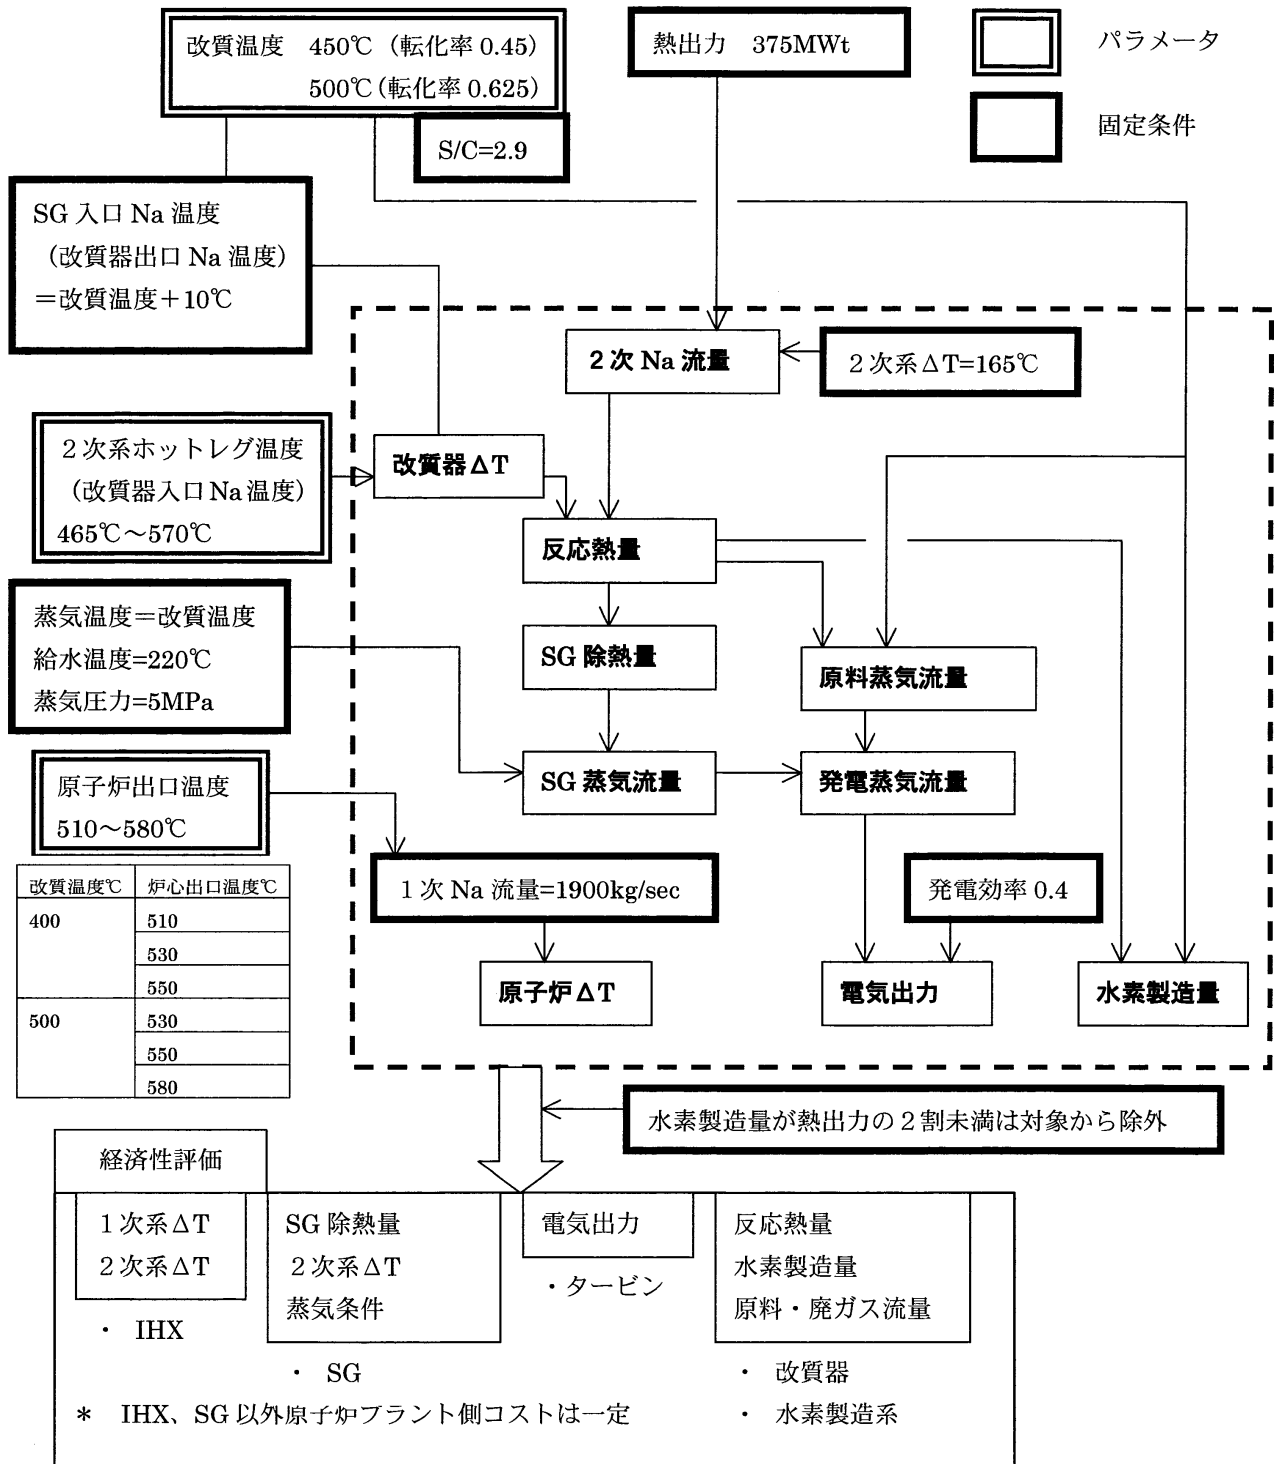 改質温度 450℃（転化率 0.45）
500℃（転化率 0.625）
S/C=2.9
熱出力 375MWt
パラメータ
固定条件
SG 入口 Na 温度
（改質器出口 Na 温度）
＝改質温度＋10℃
２次 Na 流量
２次系ΔT=165℃
２次系ホットレグ温度
（改質器入口 Na 温度）
465℃～570℃
改質器ΔT
反応熱量
蒸気温度＝改質温度
給水温度=220℃
蒸気圧力=5MPa
SG 除熱量
原料蒸気流量
SG 蒸気流量
発電蒸気流量
原子炉出口温度
510～580℃
１次 Na 流量=1900kg/sec
発電効率 0.4
原子炉ΔT
電気出力
水素製造量
改質温度℃ 炉心出口温度℃
400 510
530
550
500 530
550
580
水素製造量が熱出力の２割未満は対象から除外
経済性評価
１次系ΔT
２次系ΔT
・ IHX
SG 除熱量
２次系ΔT
蒸気条件
・ SG
電気出力
・タービン
反応熱量
水素製造量
原料・廃ガス流量
・ 改質器
・ 水素製造系
＊ IHX、SG 以外原子炉プラント側コストは一定